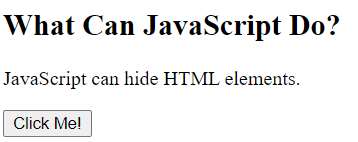 What Can JavaScript Do?
JavaScript can hide HTML elements.
Click Me!